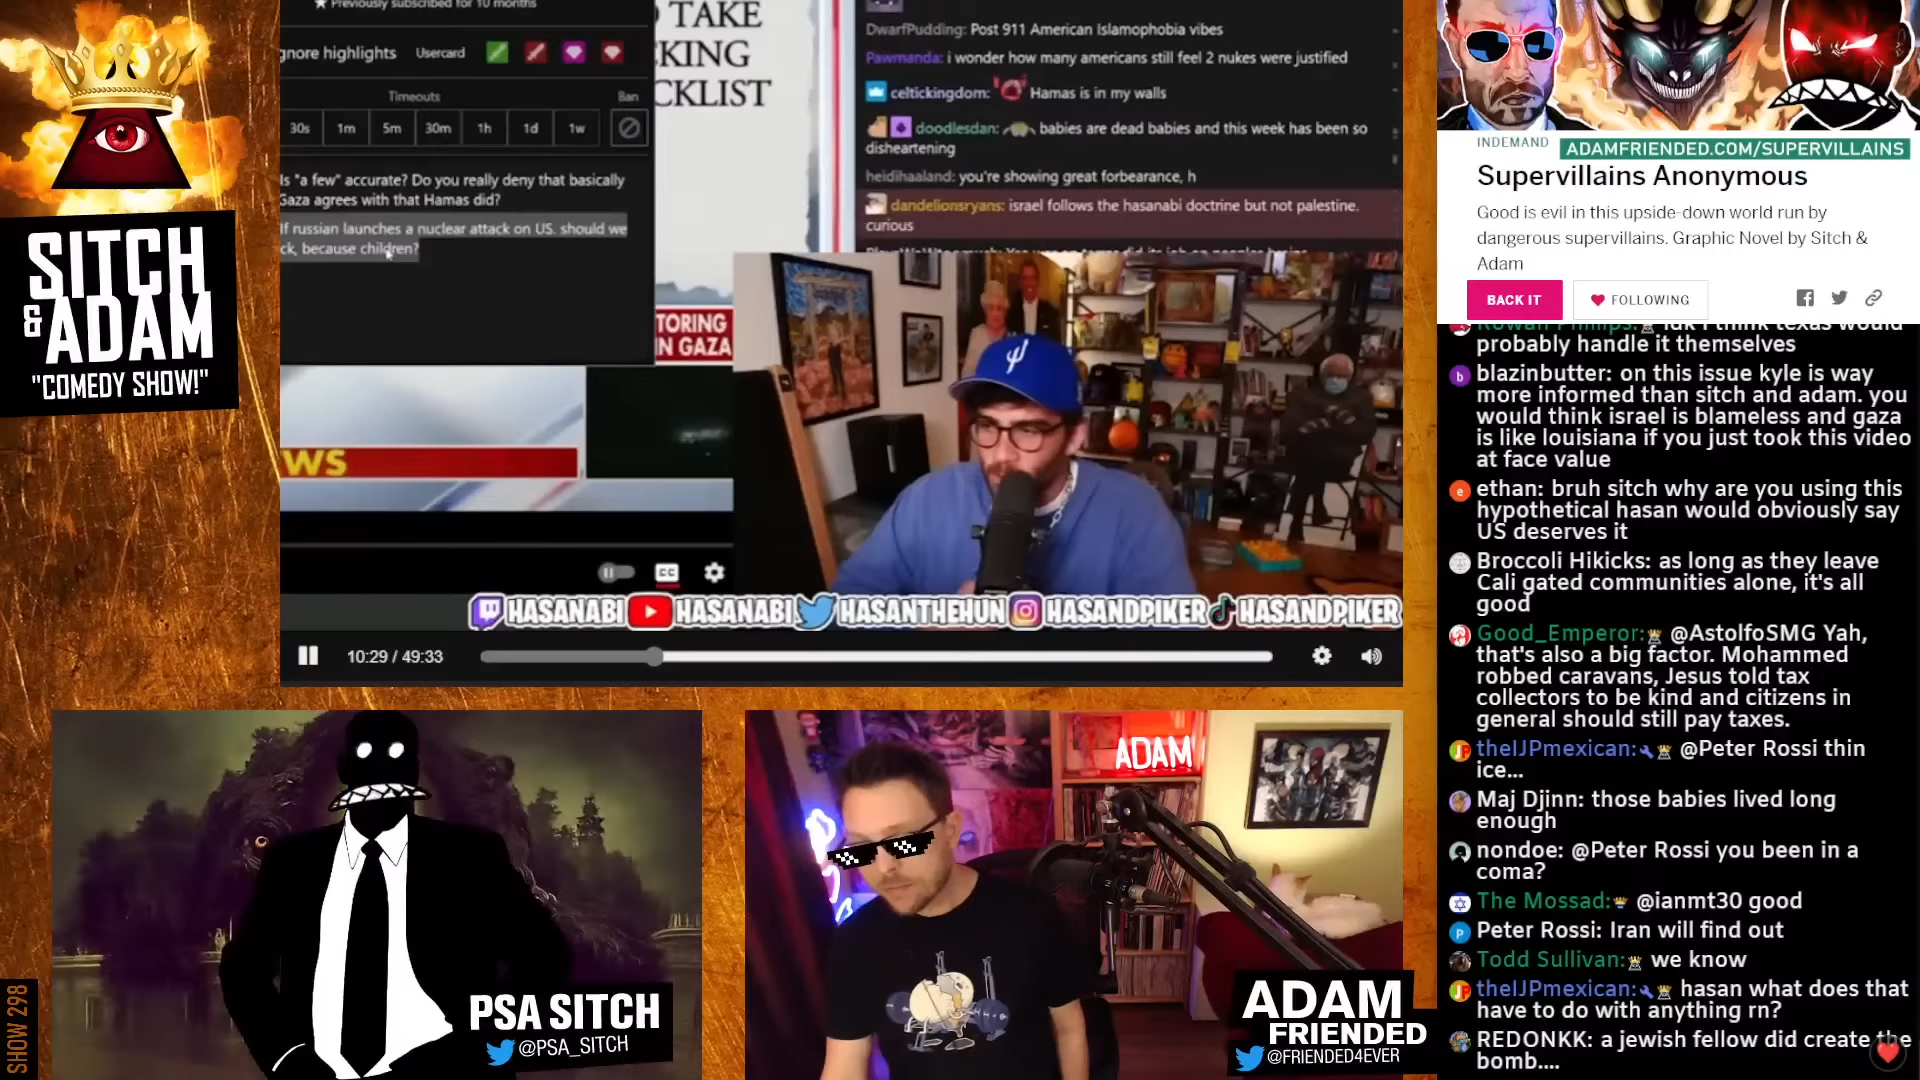 SITCH
& ADAM
"COMEDY SHOW!"
SHOW 298
★ Previously subscribed for 10 months
gnore highlights Usercard
Timeouts Ban
30s 1m 5m 30m 1h 1d 1w
Is "a few" accurate? Do you really deny that basically
Gaza agrees with that Hamas did?
If russian launches a nuclear attack on US. should we
ck, because children?
TAKE
CKING
CKLIST
TORING
IN GAZA
WS
DwarfPudding: Post 911 American Islamophobia vibes
Pawmanda: i wonder how many americans still feel 2 nukes were justified
celtickingdom: Hamas is in my walls
doodlesdan: babies are dead babies and this week has been so
disheartening
heidihaaland: you're showing great forbearance, h
dandelionsryans: israel follows the hasanabi doctrine but not palestine.
curious
CC
HASANABI HASANABI HASANTHEHUN HASANDPIKER HASANDPIKER
10:29 / 49:33
PSA SITCH
@PSA_SITCH
ADAM
ADAM
FRIENDED
@FRIENDED4EVER
INDEMAND ADAMFRIENDED.COM/SUPERVILLAINS
Supervillains Anonymous
Good is evil in this upside-down world run by
dangerous supervillains. Graphic Novel by Sitch &
Adam
BACK IT FOLLOWING
Rowan Phillips: idk i think texas would
probably handle it themselves
blazinbutter: on this issue kyle is way
more informed than sitch and adam. you
would think israel is blameless and gaza
is like louisiana if you just took this video
at face value
ethan: bruh sitch why are you using this
hypothetical hasan would obviously say
US deserves it
Broccoli Hikicks: as long as they leave
Cali gated communities alone, it's all
good
Good_Emperor: @AstolfoSMG Yah,
that's also a big factor. Mohammed
robbed caravans, Jesus told tax
collectors to be kind and citizens in
general should still pay taxes.
theIJPmexican: @Peter Rossi thin
ice...
Maj Djinn: those babies lived long
enough
nondoe: @Peter Rossi you been in a
coma?
The Mossad: @ianmt30 good
Peter Rossi: Iran will find out
Todd Sullivan: we know
theIJPmexican: hasan what does that
have to do with anything rn?
REDONKK: a jewish fellow did create the
bomb....